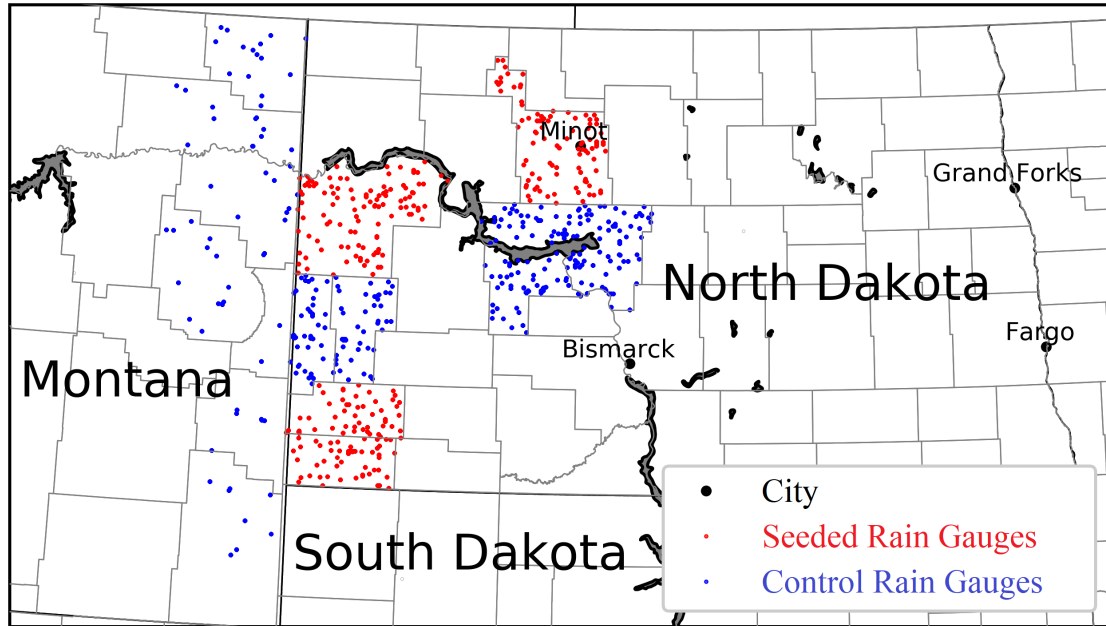 Minot
Grand Forks
North Dakota
Fargo
Bismarck
Montana
South Dakota
City
Seeded Rain Gauges
Control Rain Gauges